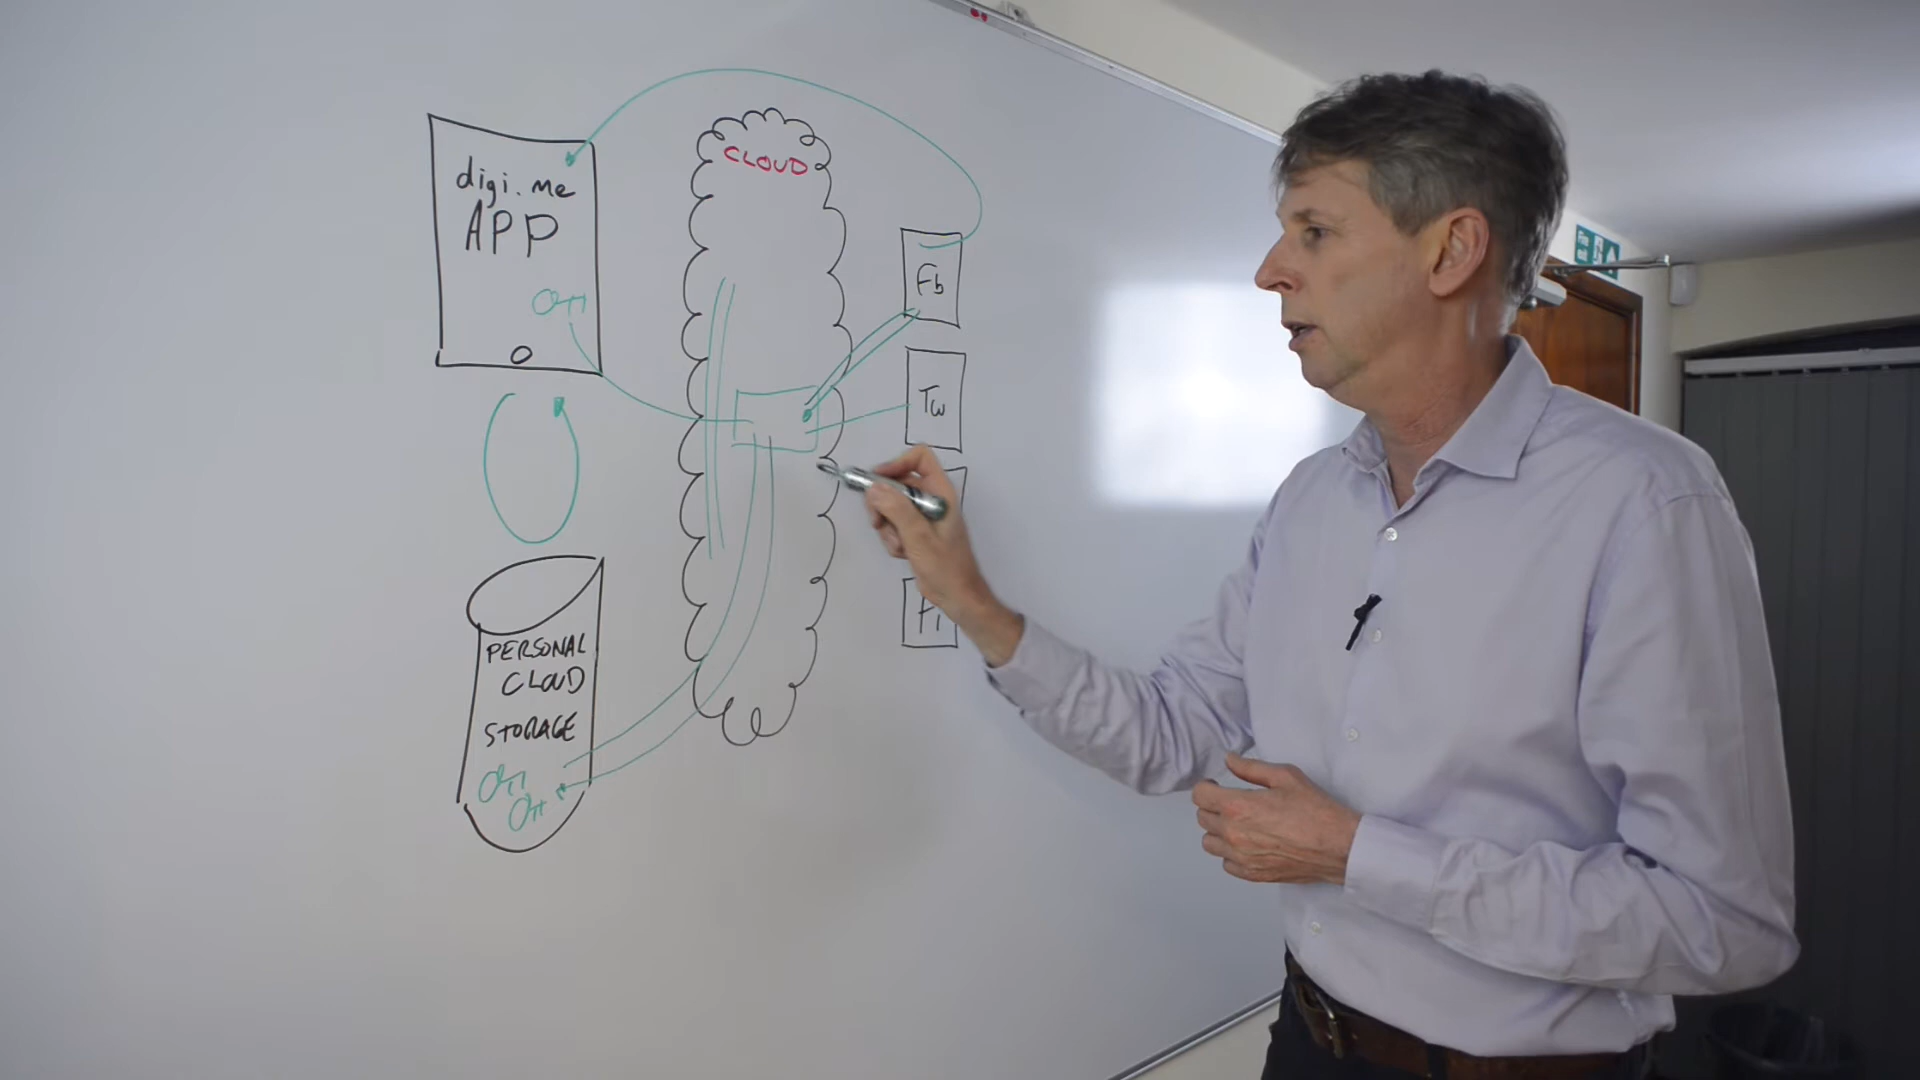 digi.me
APP
CLOUD
Fb
Tw
PERSONAL
CLOUD
STORAGE